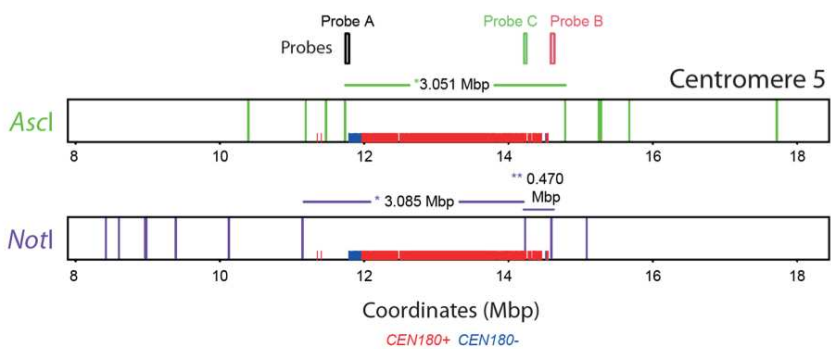 Probe A Probe C Probe B
Probes
*3.051 Mbp Centromere 5
AscI
8 10 12 14 16 18
** 0.470
* 3.085 Mbp Mbp
NotI
8 10 12 14 16 18
Coordinates (Mbp)
CEN180+ CEN180-